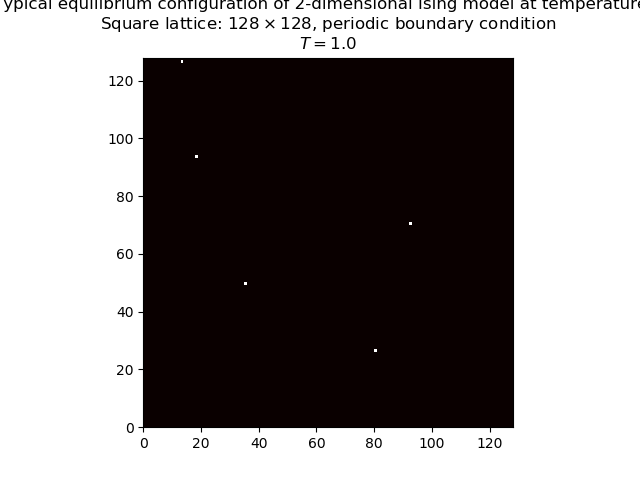 ypical equilibrium configuration of 2-dimensional Ising model at temperature
Square lattice: 128 × 128, periodic boundary condition
T = 1.0
120
100
80
60
40
20
0
0 20 40 60 80 100 120